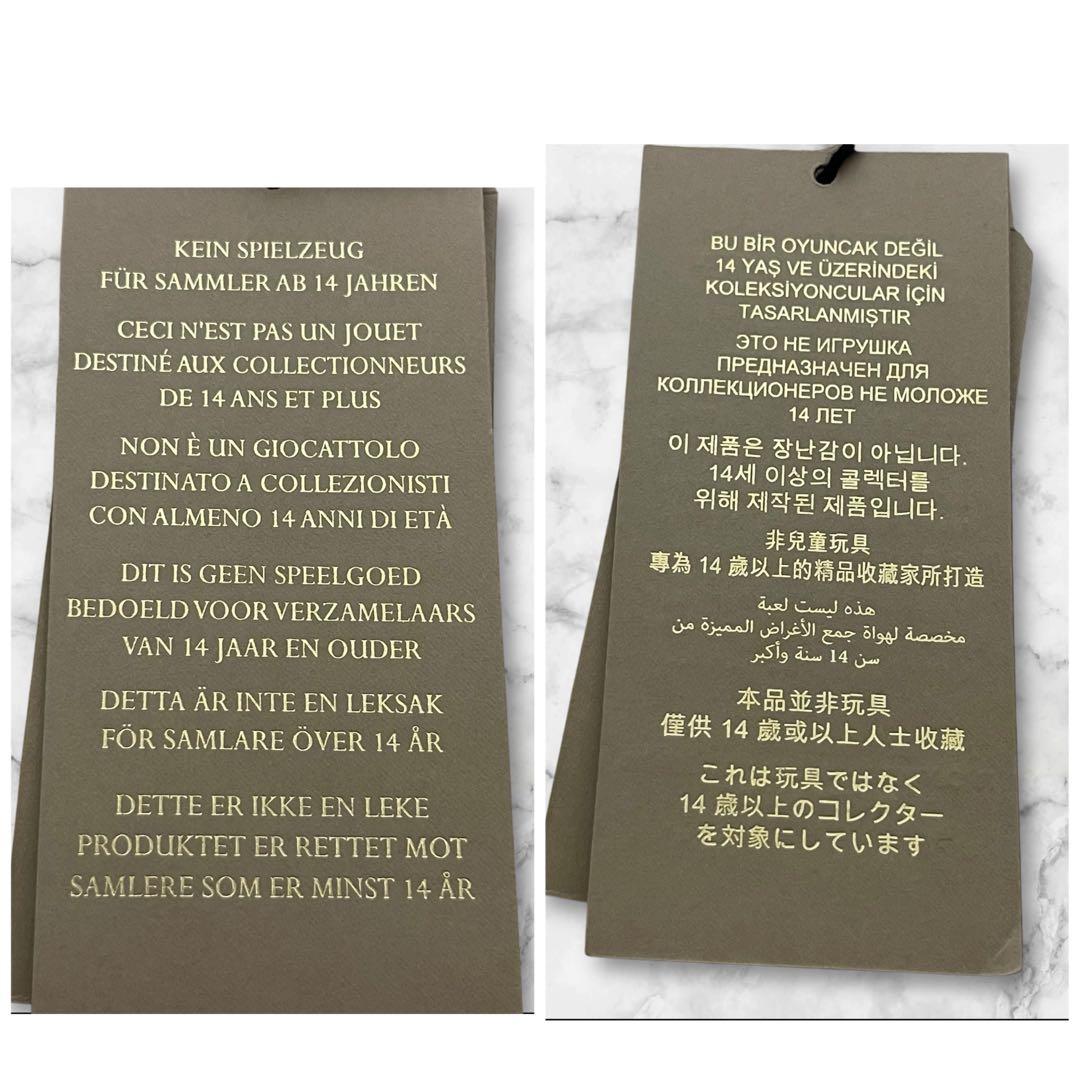 KEIN SPIELZEUG
FÜR SAMMLER AB 14 JAHREN
CECI N'EST PAS UN JOUET
DESTINÉ AUX COLLECTIONNEURS
DE 14 ANS ET PLUS
NON È UN GIOCATTOLO
DESTINATO A COLLEZIONISTI
CON ALMENO 14 ANNI DI ETÀ
DIT IS GEEN SPEELGOED
BEDOELD VOOR VERZAMELAARS
VAN 14 JAAR EN OUDER
DETTA ÄR INTE EN LEKSAK
FÖR SAMLARE ÖVER 14 ÅR
DETTE ER IKKE EN LEKE
PRODUKTET ER RETTET MOT
SAMLERE SOM ER MINST 14 ÅR
BU BİR OYUNCAK DEĞİL
14 YAŞ VE ÜZERİNDEKİ
KOLEKSİYONCULAR İÇİN
TASARLANMIŞTIR
ЭТО НЕ ИГРУШКА
ПРЕДНАЗНАЧЕН ДЛЯ
КОЛЛЕКЦИОНЕРОВ НЕ МОЛОЖЕ
14 ЛЕТ
이 제품은 장난감이 아닙니다.
14세 이상의 콜렉터를
위해 제작된 제품입니다.
非兒童玩具
專為 14 歲以上的精品收藏家所打造
هذه ليست لعبة
مخصصة لهواة جمع الأغراض المميزة من
سن 14 سنة وأكبر
本品並非玩具
僅供 14 歲或以上人士收藏
これは玩具ではなく
14 歳以上のコレクター
を対象にしています